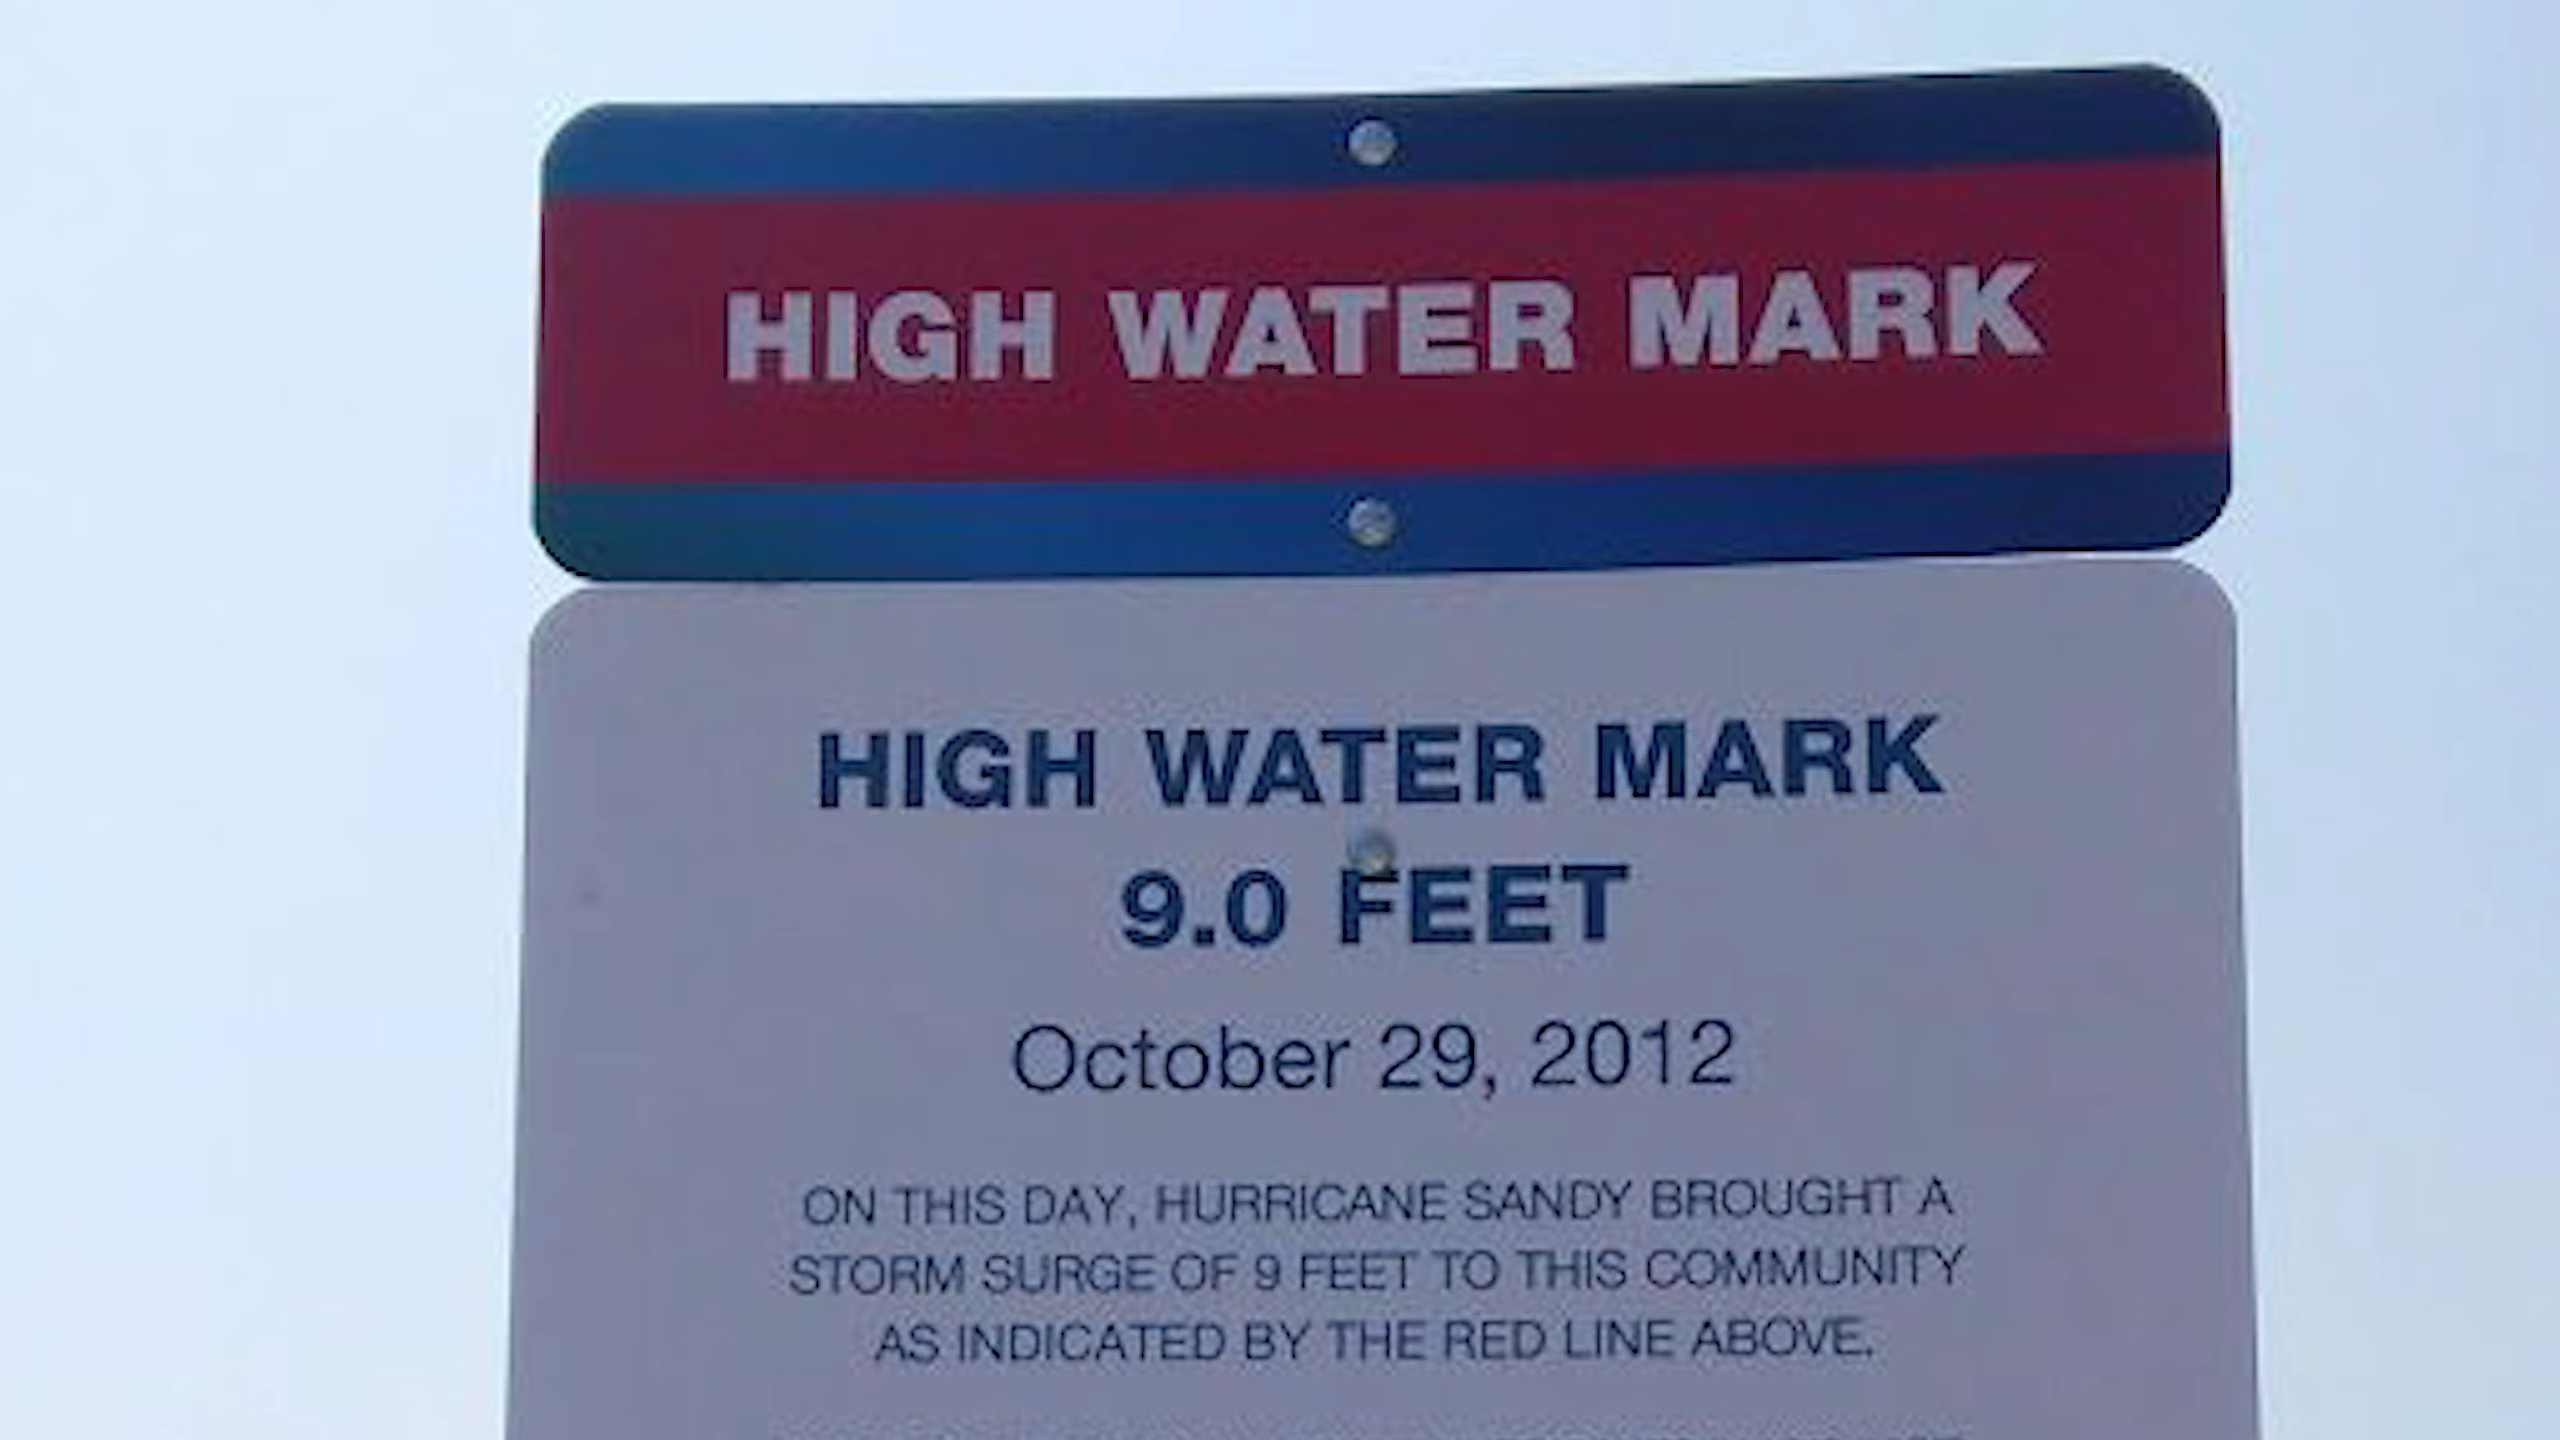 HIGH WATER MARK
HIGH WATER MARK
9.0 FEET
October 29, 2012
ON THIS DAY, HURRICANE SANDY BROUGHT A
STORM SURGE OF 9 FEET TO THIS COMMUNITY
AS INDICATED BY THE RED LINE ABOVE.